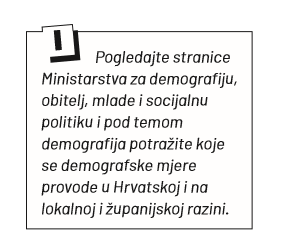 Pogledajte stranice
Ministarstva za demografiju,
obitelj, mlade i socijalnu
politiku i pod temom
demografija potražite koje
se demografske mjere
provode u Hrvatskoj i na
lokalnoj i županijskoj razini.